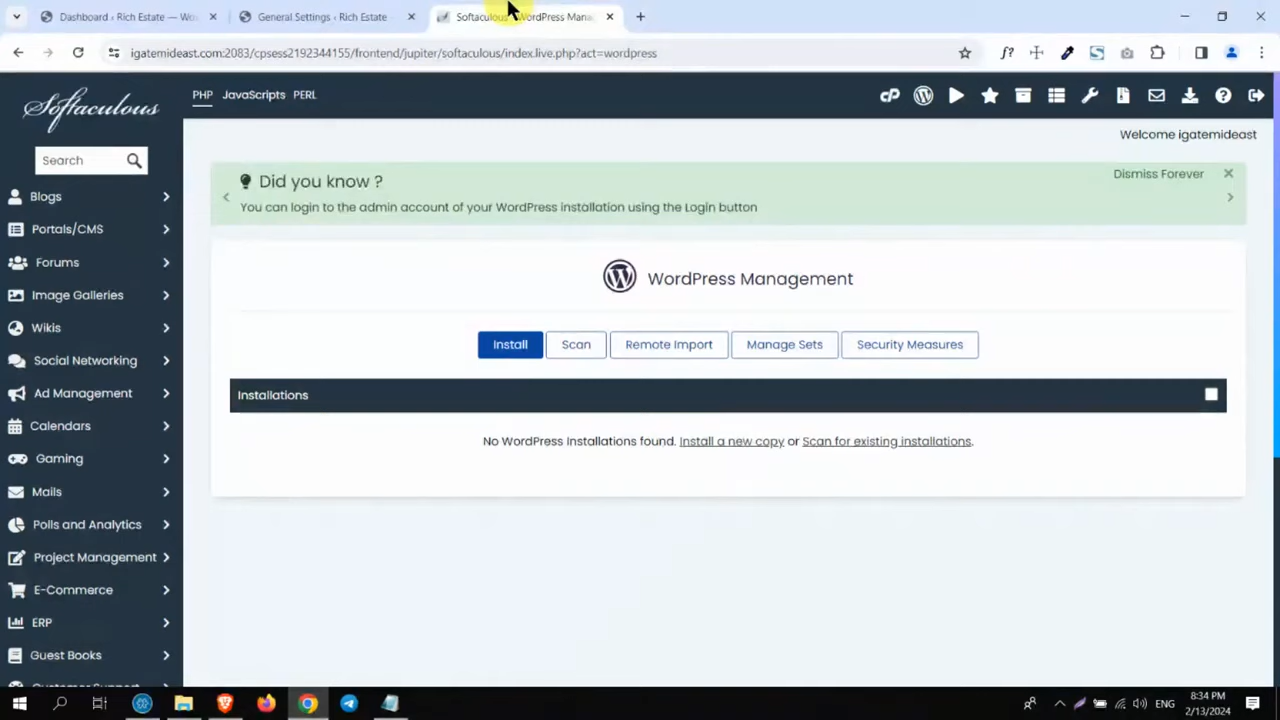 Dashboard ‹ Rich Estate — Wo
General Settings ‹ Rich Estate
Softaculous - WordPress Mana
igatemideast.com:2083/cpsess2192344155/frontend/jupiter/softaculous/index.live.php?act=wordpress
Softaculous
PHP JavaScripts PERL
Welcome igatemideast
Search
Blogs
Portals/CMS
Forums
Image Galleries
Wikis
Social Networking
Ad Management
Calendars
Gaming
Mails
Polls and Analytics
Project Management
E-Commerce
ERP
Guest Books
Customer Support
Did you know ?
Dismiss Forever
You can login to the admin account of your WordPress installation using the Login button
WordPress Management
Install Scan Remote Import Manage Sets Security Measures
Installations
No WordPress Installations found. Install a new copy or Scan for existing installations.
ENG
8:34 PM
2/13/2024